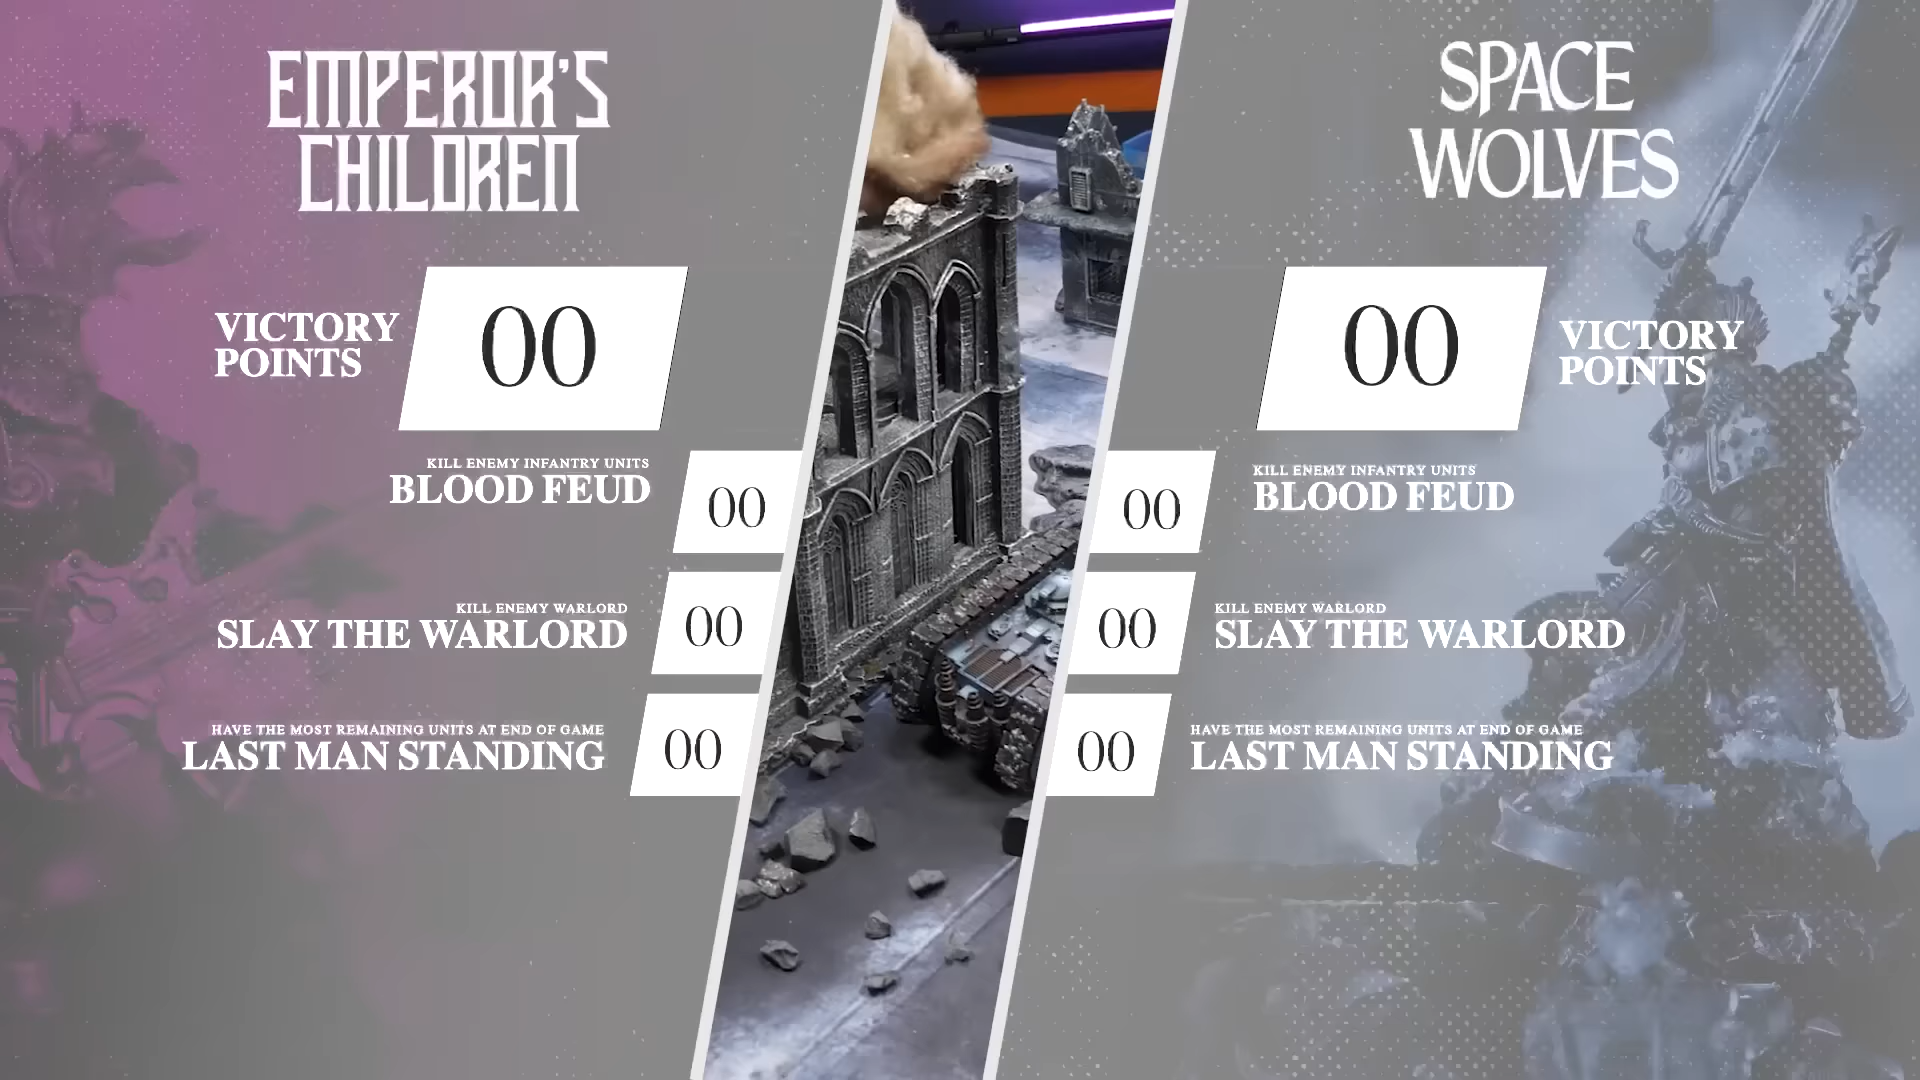 EMPEROR'S
CHILDREN
VICTORY
POINTS
00
KILL ENEMY INFANTRY UNITS
BLOOD FEUD
00
KILL ENEMY WARLORD
SLAY THE WARLORD
00
HAVE THE MOST REMAINING UNITS AT END OF GAME
LAST MAN STANDING
00
SPACE
WOLVES
00
VICTORY
POINTS
00
KILL ENEMY INFANTRY UNITS
BLOOD FEUD
00
KILL ENEMY WARLORD
SLAY THE WARLORD
00
HAVE THE MOST REMAINING UNITS AT END OF GAME
LAST MAN STANDING